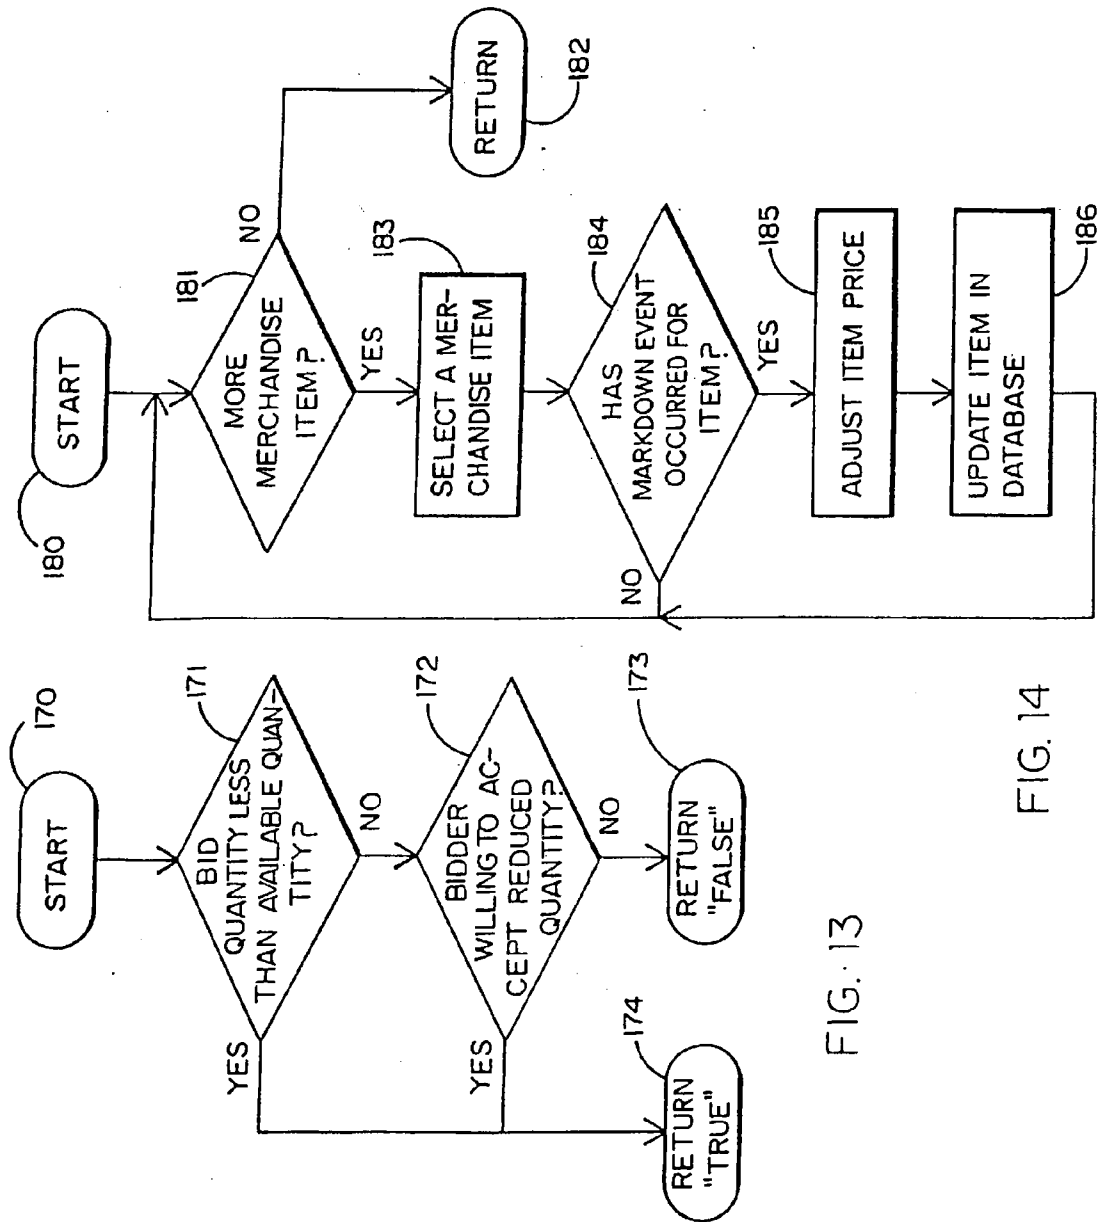 170
START
171
BID
QUANTITY LESS
THAN AVAILABLE QUAN-
TITY?
YES
NO
172
BIDDER
WILLING TO AC-
CEPT REDUCED
QUANTITY?
YES
NO
174
RETURN
"TRUE"
173
RETURN
"FALSE"
FIG. 13
180
START
181
MORE
MERCHANDISE
ITEM?
NO
YES
RETURN
182
183
SELECT A MER-
CHANDISE ITEM
184
HAS
MARKDOWN EVENT
OCCURRED FOR
ITEM?
NO
YES
185
ADJUST ITEM PRICE
UPDATE ITEM IN
DATABASE
186
FIG. 14